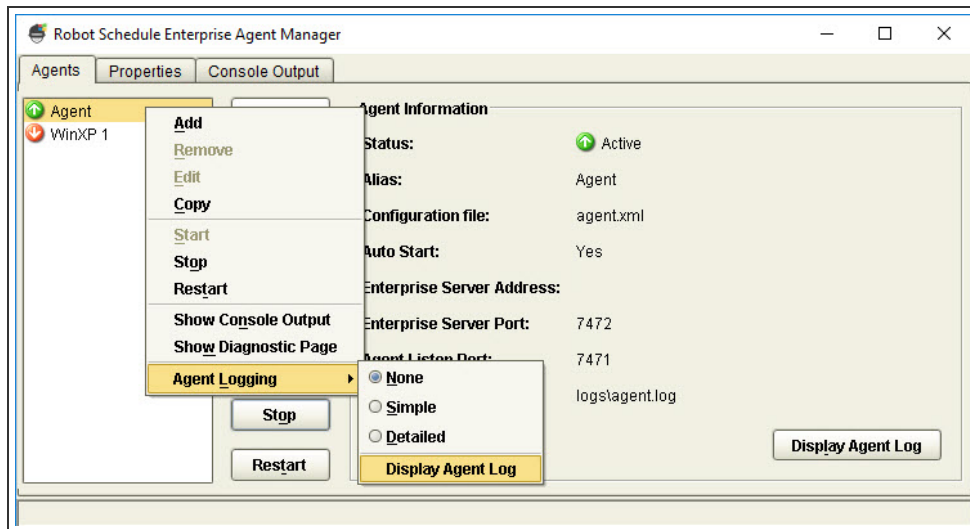 Robot Schedule Enterprise Agent Manager
Agents Properties Console Output
Agent
WinXP 1
Add
Remove
Edit
Copy
Start
Stop
Restart
Show Console Output
Show Diagnostic Page
Agent Logging
None
Simple
Detailed
Display Agent Log
Stop
Restart
Agent Information
Status: Active
Alias: Agent
Configuration file: agent.xml
Auto Start: Yes
Enterprise Server Address:
Enterprise Server Port: 7472
Agent Listen Port: 7471
logs\agent.log
Display Agent Log